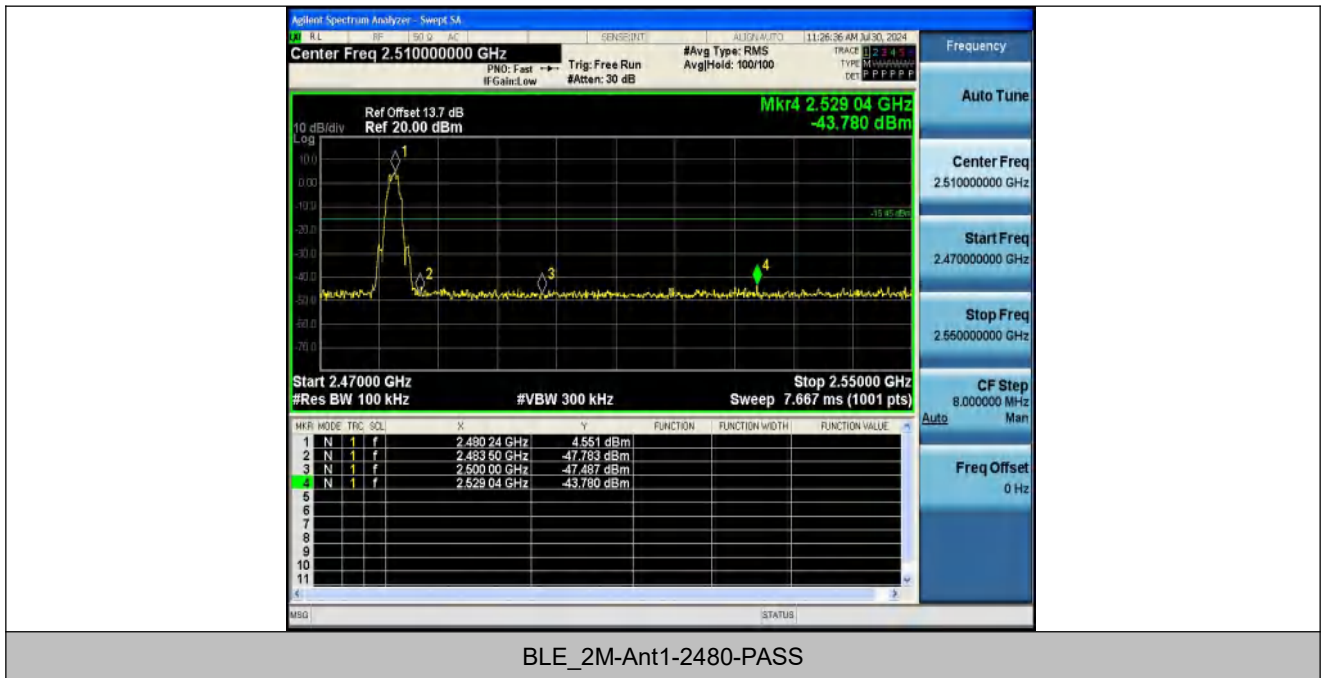 Agilent Spectrum Analyzer - Swept SA
LXI RL RF 50 Ω AC SENSE:INT ALIGNAUTO 11:26:36 AM Jul 30, 2024
Center Freq 2.510000000 GHz
PNO: Fast
IFGain:Low
Trig: Free Run
#Atten: 30 dB
#Avg Type: RMS
Avg|Hold: 100/100
TRACE 1 2 3 4 5
TYPE M
DET P P P P P P
Ref Offset 13.7 dB
10 dB/div Ref 20.00 dBm
Log
Mkr4 2.529 04 GHz
-43.780 dBm
10.0
0.00
-10.0
-20.0
-30.0
-40.0
-50.0
-60.0
-70.0
1
2
3
4
Start 2.47000 GHz Stop 2.55000 GHz
#Res BW 100 kHz #VBW 300 kHz Sweep 7.667 ms (1001 pts)
MKR MODE TRC SCL X Y FUNCTION FUNCTION WIDTH FUNCTION VALUE
1 N 1 f 2.480 24 GHz 4.551 dBm
2 N 1 f 2.483 50 GHz -47.783 dBm
3 N 1 f 2.500 00 GHz -47.487 dBm
4 N 1 f 2.529 04 GHz -43.780 dBm
5
6
7
8
9
10
11
MSG STATUS
Frequency
Auto Tune
Center Freq
2.510000000 GHz
Start Freq
2.470000000 GHz
Stop Freq
2.550000000 GHz
CF Step
8.000000 MHz
Auto Man
Freq Offset
0 Hz
BLE_2M-Ant1-2480-PASS